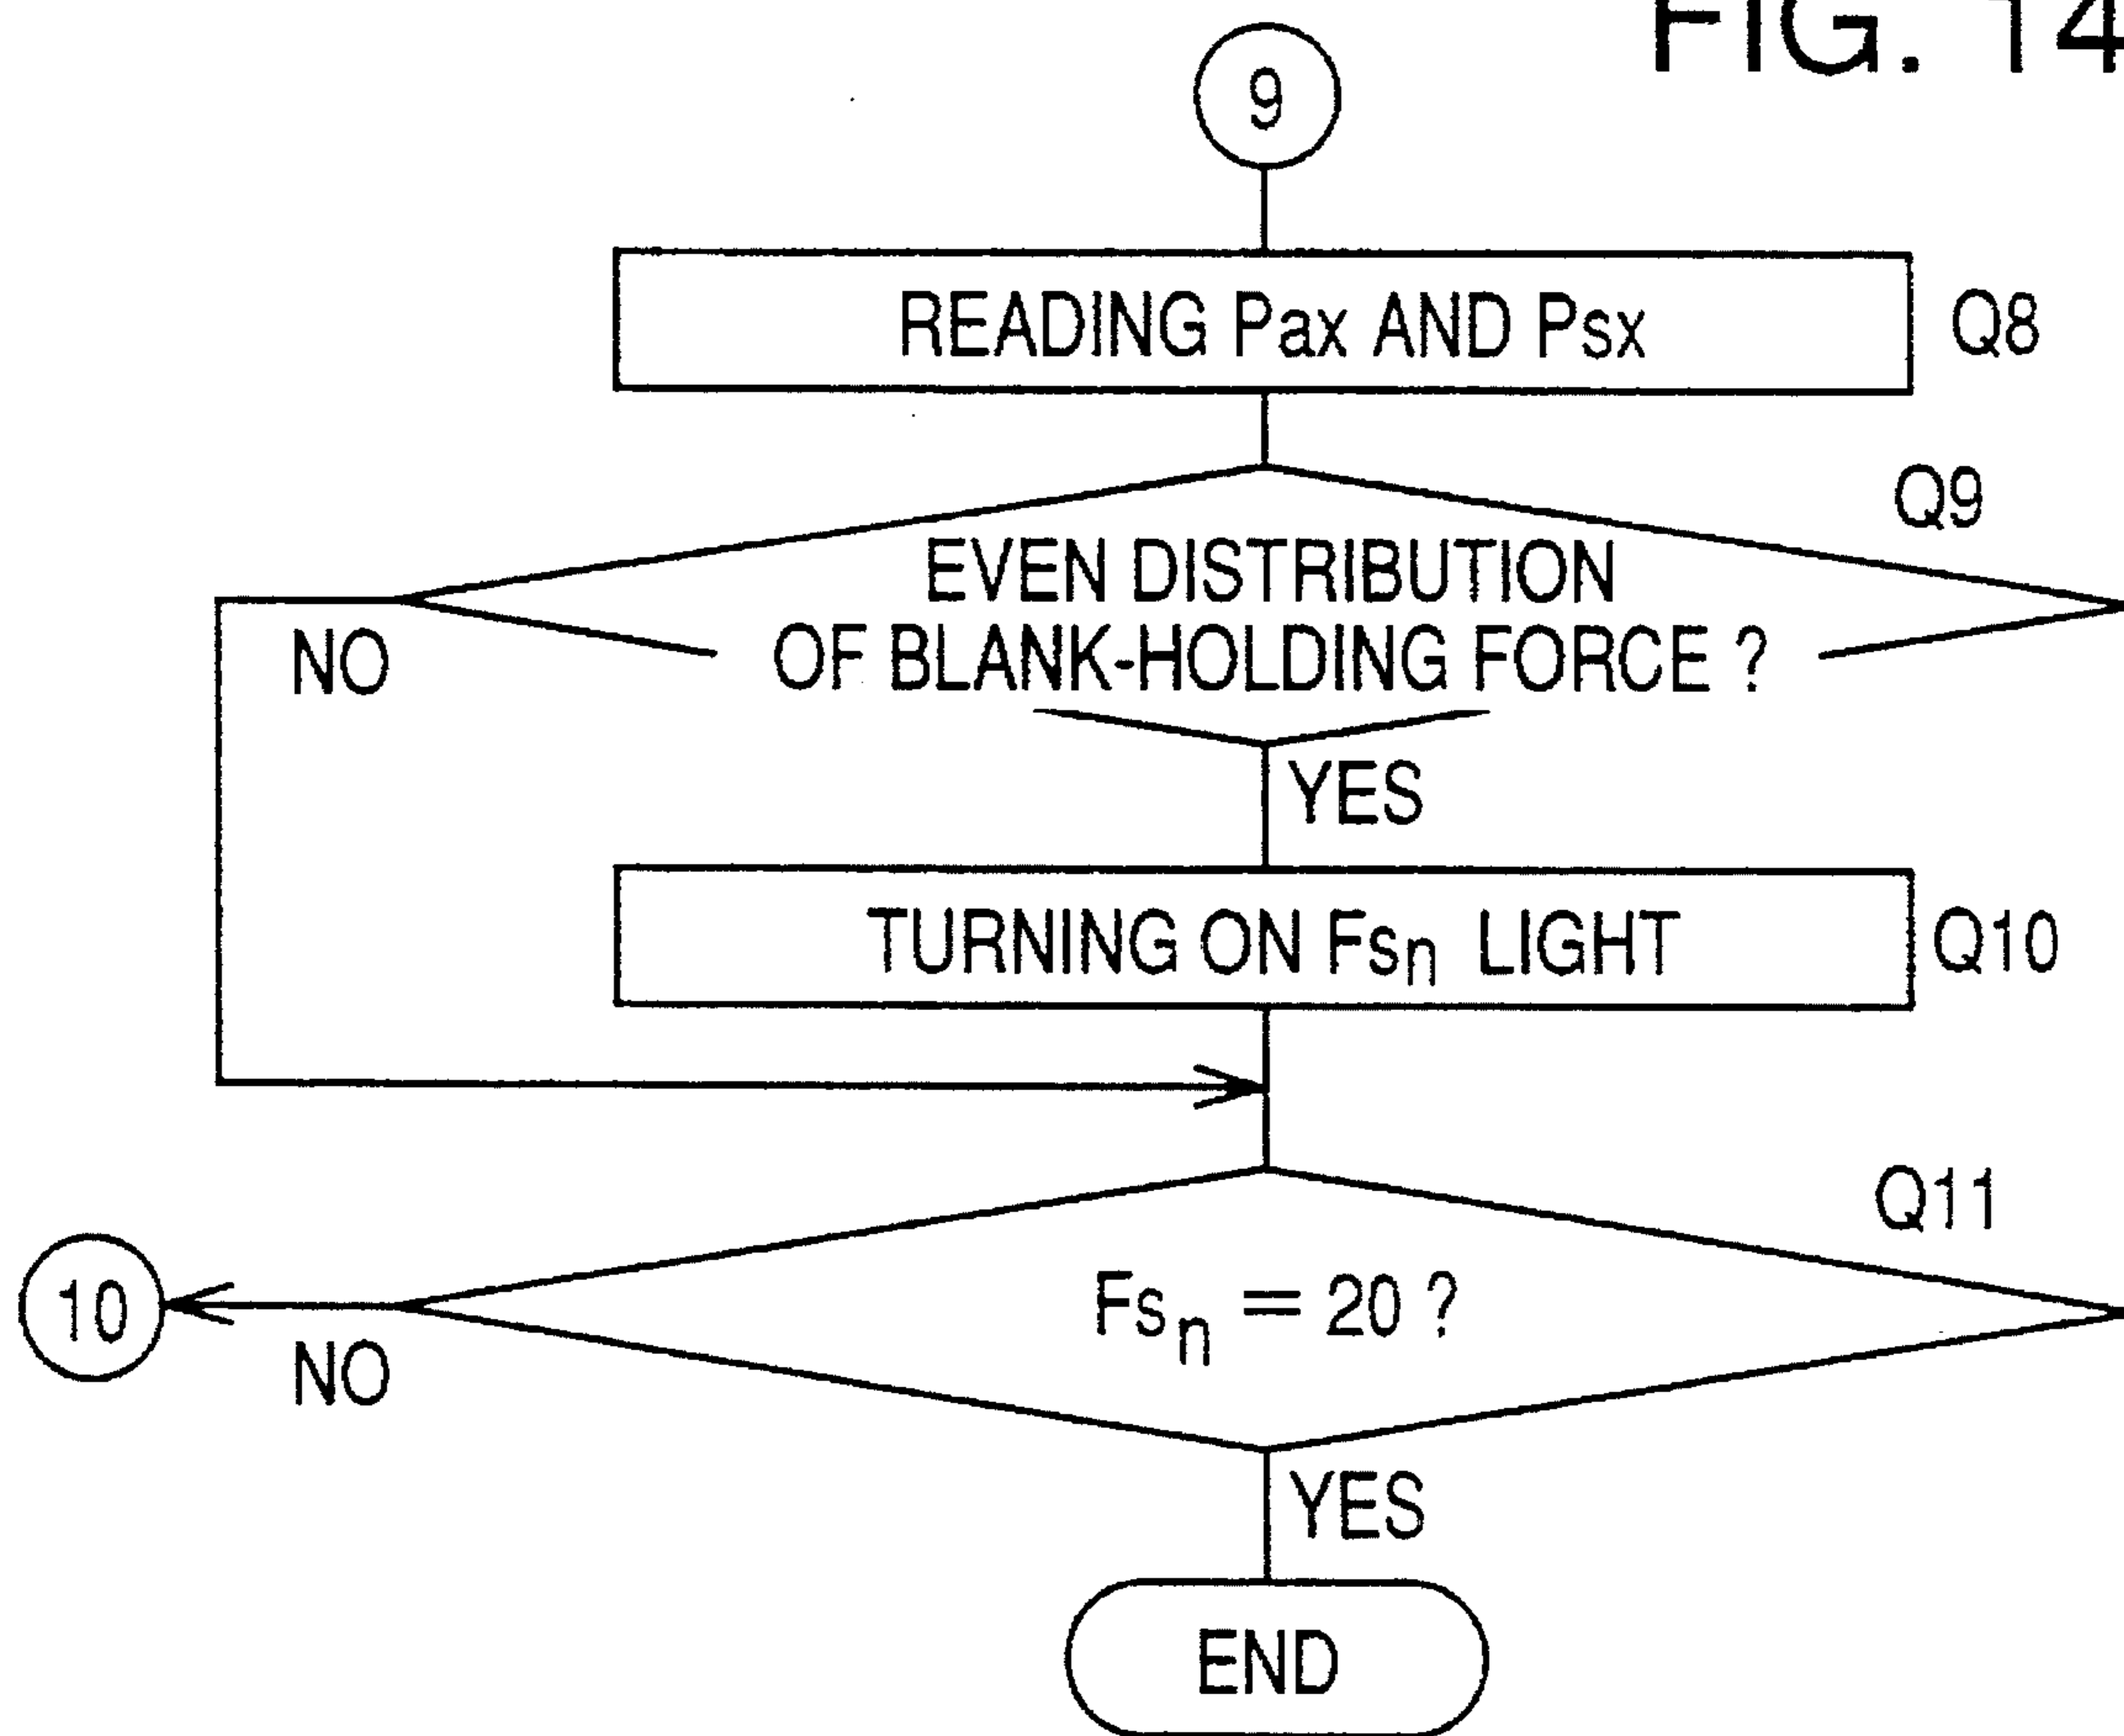 FIG. 14
9
READING Pax AND Psx
Q8
Q9
EVEN DISTRIBUTION
OF BLANK-HOLDING FORCE ?
NO
YES
TURNING ON Fsn LIGHT
Q10
Q11
Fsn = 20 ?
10
NO
YES
END